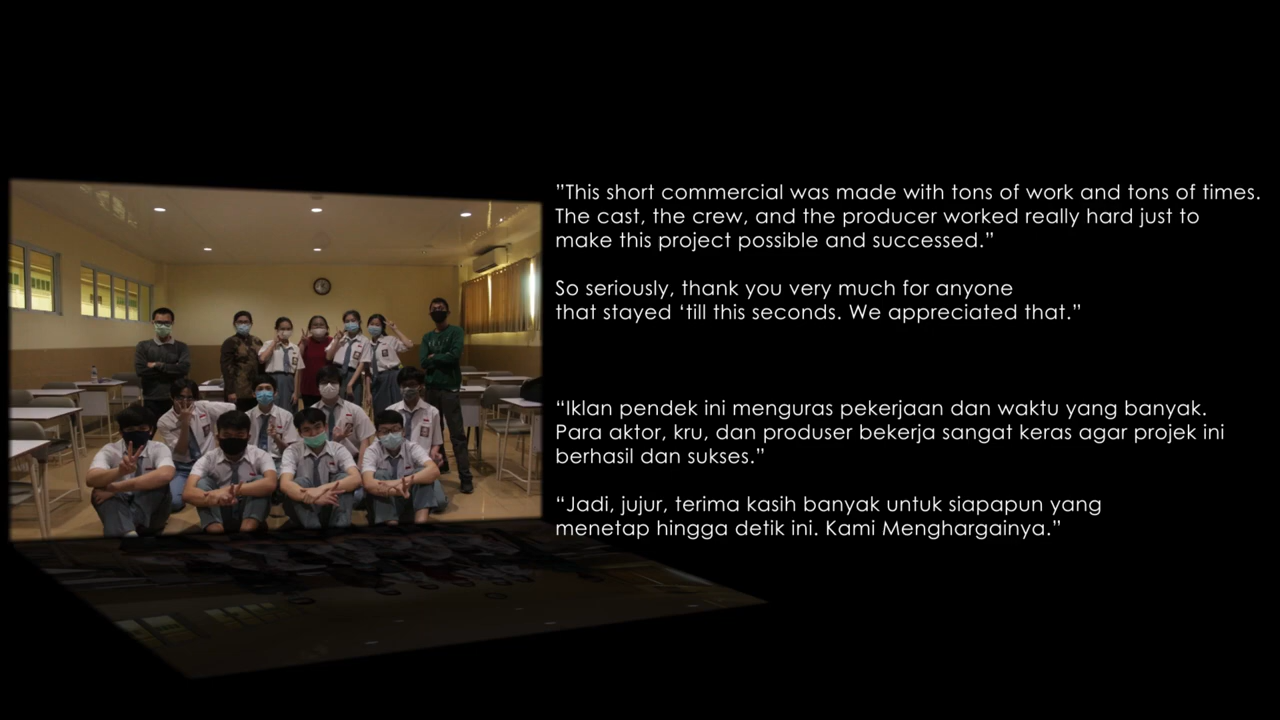 ”This short commercial was made with tons of work and tons of times.
The cast, the crew, and the producer worked really hard just to
make this project possible and successed.”
So seriously, thank you very much for anyone
that stayed ‘till this seconds. We appreciated that.”
“Iklan pendek ini menguras pekerjaan dan waktu yang banyak.
Para aktor, kru, dan produser bekerja sangat keras agar projek ini
berhasil dan sukses.”
“Jadi, jujur, terima kasih banyak untuk siapapun yang
menetap hingga detik ini. Kami Menghargainya.”